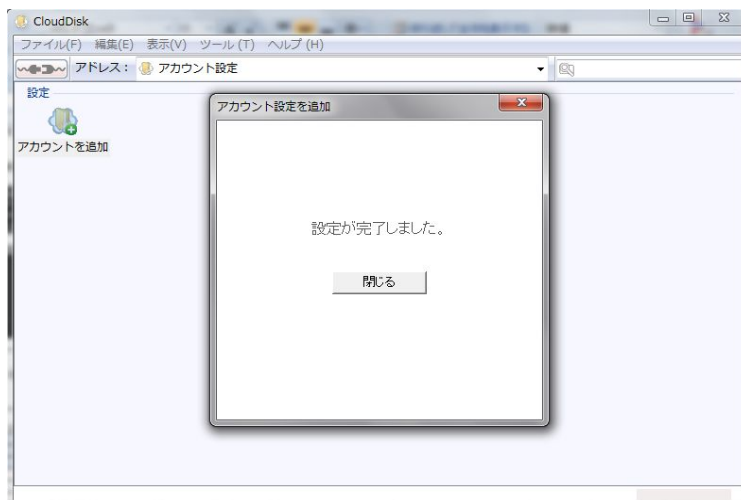 CloudDisk
ファイル(F) 編集(E) 表示(V) ツール(T) ヘルプ(H)
アドレス： アカウント設定
設定
アカウントを追加
アカウント設定を追加
設定が完了しました。
閉じる